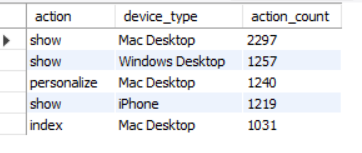 action device_type action_count
show Mac Desktop 2297
show Windows Desktop 1257
personalize Mac Desktop 1240
show iPhone 1219
index Mac Desktop 1031